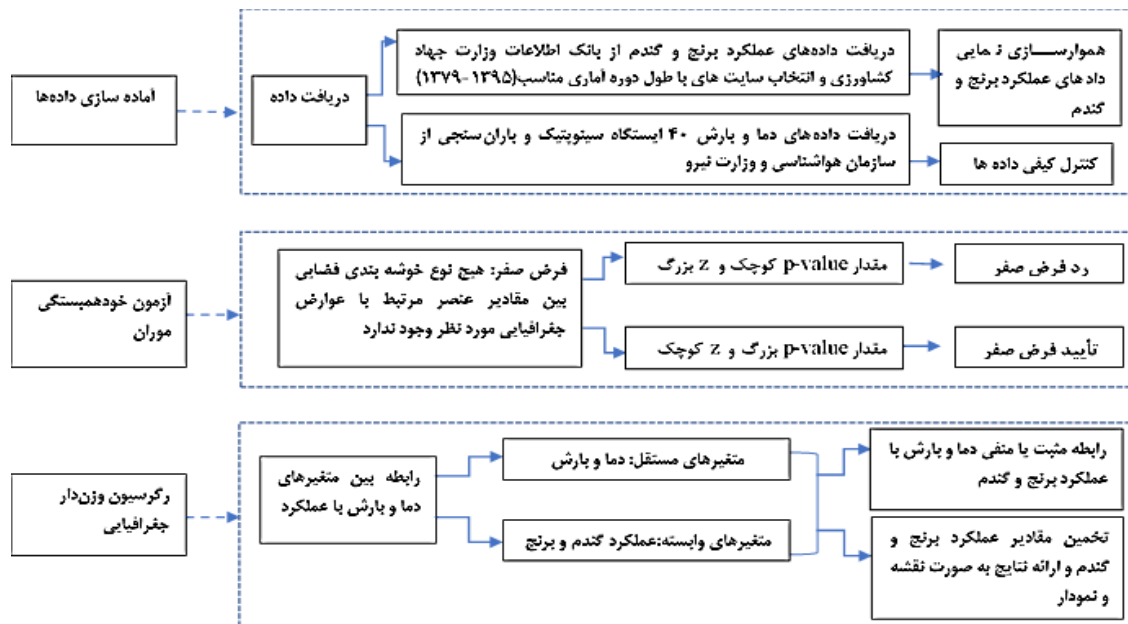 آماده سازی داده‌ها
دریافت داده
دریافت داده‌های عملکرد برنج و گندم از بانک اطلاعات وزارت جهاد
کشاورزی و انتخاب سایت های با طول دوره آماری مناسب(۱۳۹۵-۱۳۷۹)
هموارسازی نمایی
دادهای عملکرد برنج و
گندم
دریافت داده‌های دما و بارش ۴۰ ایستگاه سینوپتیک و باران‌سنجی از
سازمان هواشناسی و وزارت نیرو
کنترل کیفی داده ها
آزمون خودهمبستگی
موران
فرض صفر: هیچ نوع خوشه بندی فضایی
بین مقادیر عنصر مرتبط با عوارض
جغرافیایی مورد نظر وجود ندارد
مقدار p-value کوچک و z بزرگ
رد فرض صفر
مقدار p-value بزرگ و z کوچک
تأیید فرض صفر
رگرسیون وزن‌دار
جغرافیایی
رابطه بین متغیرهای
دما و بارش با عملکرد
متغیرهای مستقل: دما و بارش
متغیرهای وابسته:عملکرد گندم و برنج
رابطه مثبت یا منفی دما و بارش با
عملکرد برنج و گندم
تخمین مقادیر عملکرد برنج و
گندم و ارائه نتایج به صورت نقشه
و نمودار